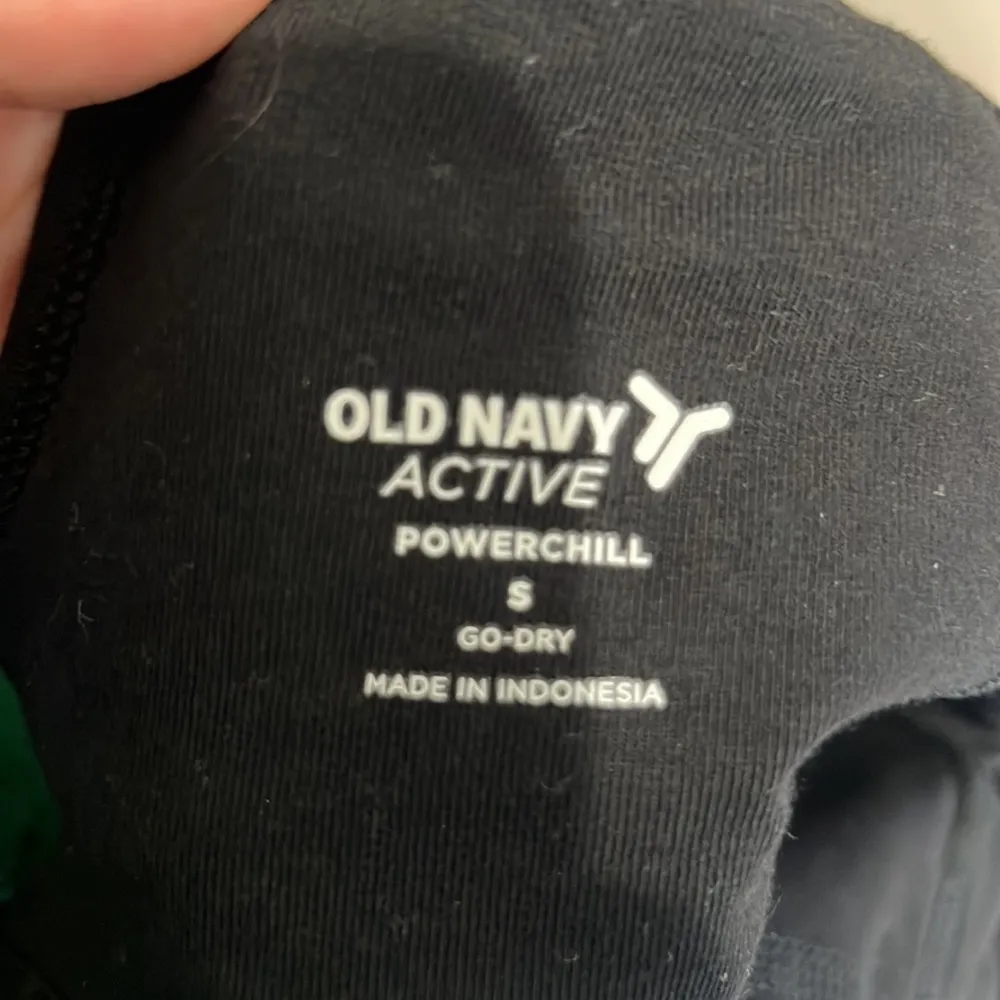 OLD NAVY
ACTIVE
POWERCHILL
S
GO-DRY
MADE IN INDONESIA